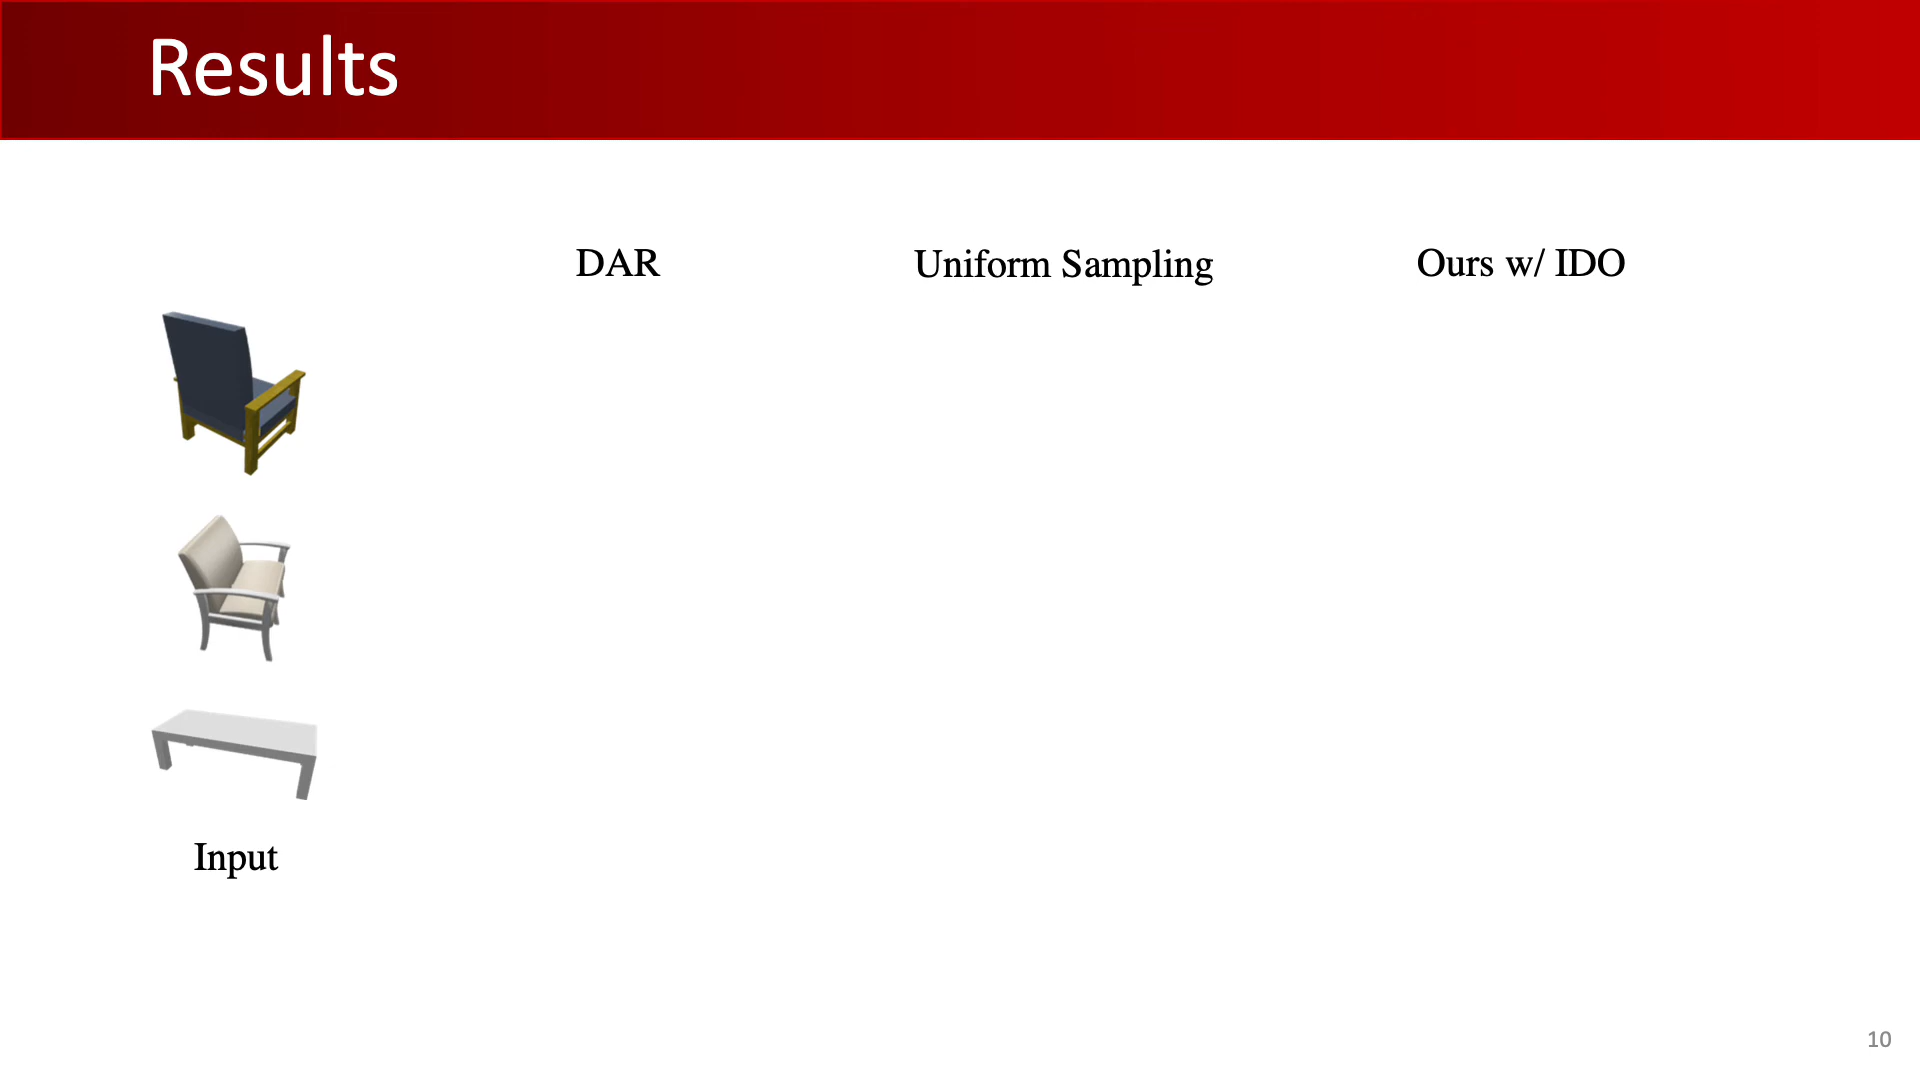 Results
DAR
Uniform Sampling
Ours w/ IDO
Input
10